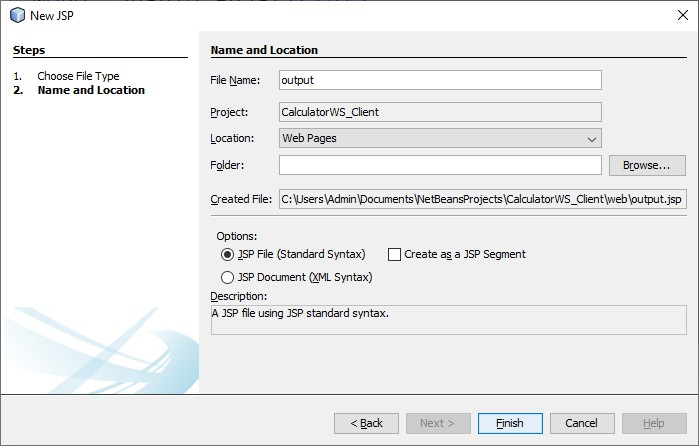 New JSP
Steps
1. Choose File Type
2. Name and Location
Name and Location
File Name: output
Project: CalculatorWS_Client
Location: Web Pages
Folder: Browse...
Created File: C:\Users\Admin\Documents\NetBeansProjects\CalculatorWS_Client\web\output.jsp
Options:
JSP File (Standard Syntax) Create as a JSP Segment
JSP Document (XML Syntax)
Description:
A JSP file using JSP standard syntax.
< Back Next > Finish Cancel Help